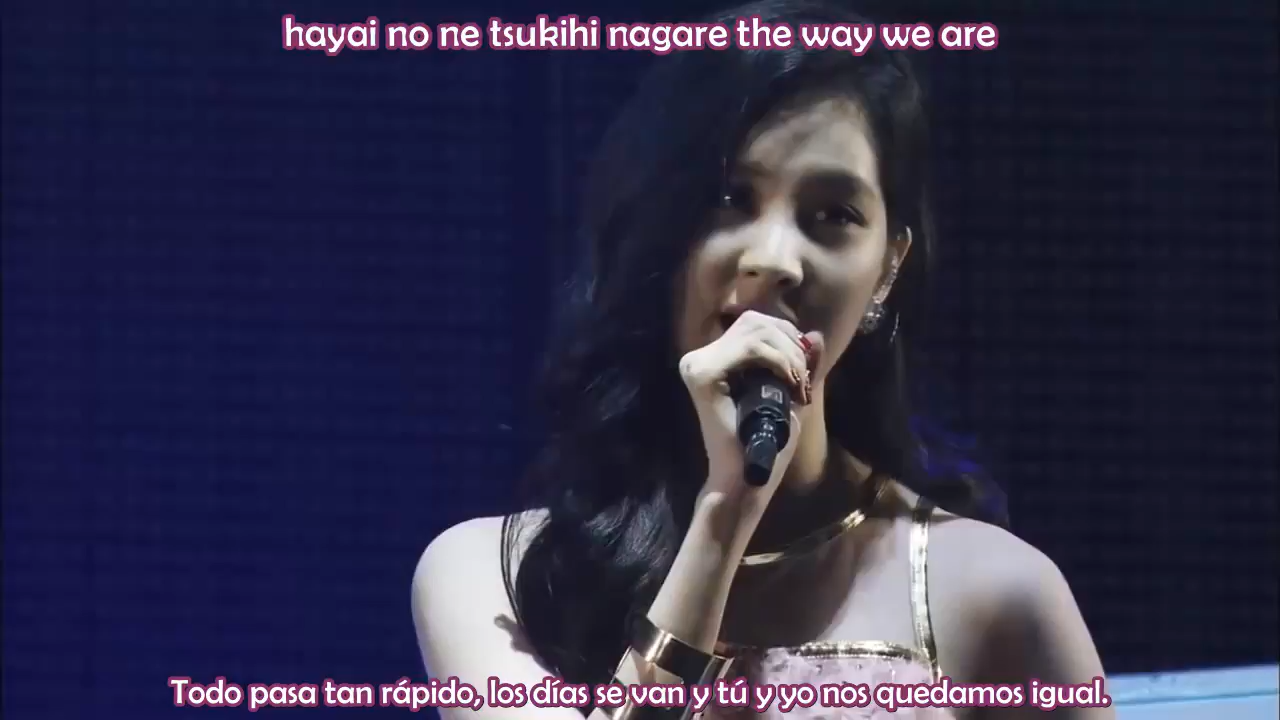 hayai no ne tsukihi nagare the way we are
Todo pasa tan rápido, los días se van y tú y yo nos quedamos igual.